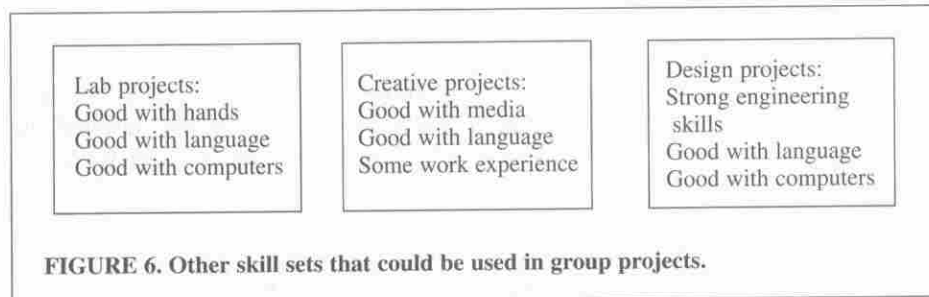 Lab projects:
Good with hands
Good with language
Good with computers
Creative projects:
Good with media
Good with language
Some work experience
Design projects:
Strong engineering
skills
Good with language
Good with computers
FIGURE 6. Other skill sets that could be used in group projects.